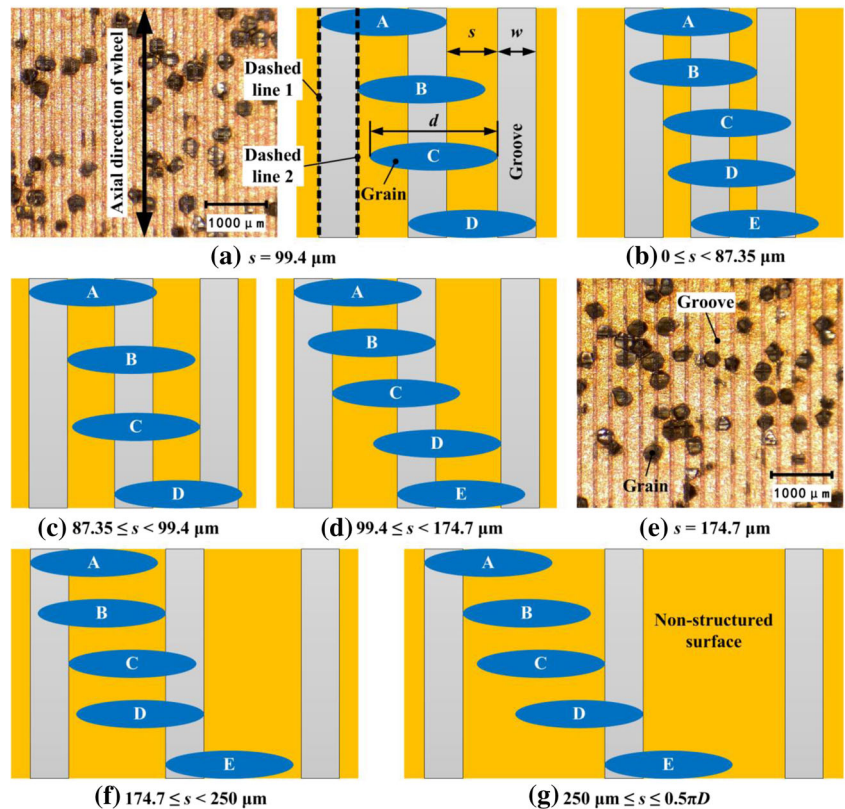 Axial direction of wheel
1000 μm
Dashed
line 1
Dashed
line 2
A
B
C
D
s
w
d
Grain
Groove
(a) s = 99.4 μm
A
B
C
D
E
(b) 0 ≤ s < 87.35 μm
A
B
C
D
(c) 87.35 ≤ s < 99.4 μm
A
B
C
D
E
(d) 99.4 ≤ s < 174.7 μm
Groove
Grain
1000 μm
(e) s = 174.7 μm
A
B
C
D
E
(f) 174.7 ≤ s < 250 μm
A
B
C
D
E
Non-structured
surface
(g) 250 μm ≤ s ≤ 0.5πD